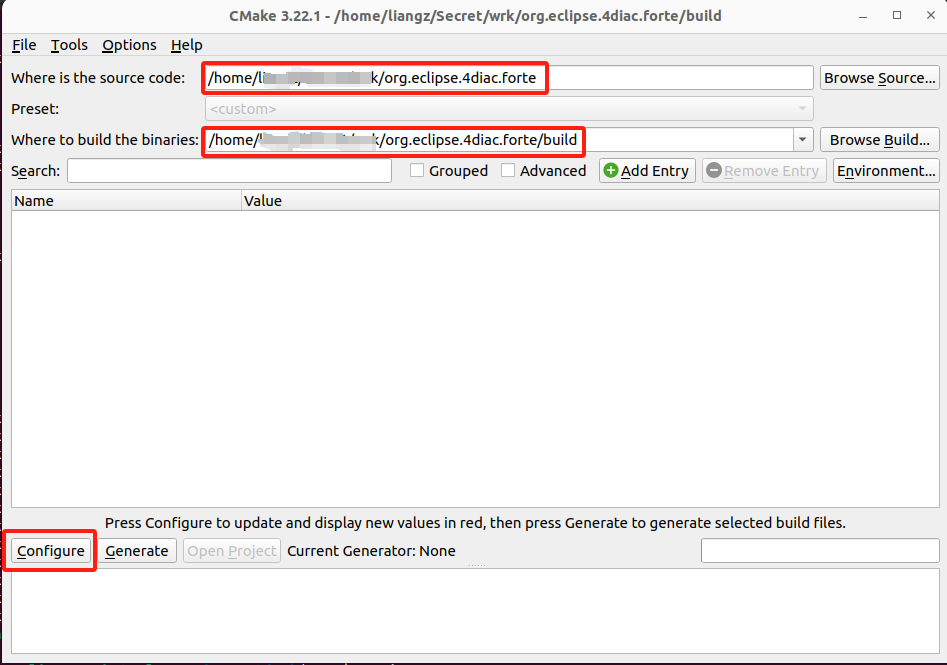 CMake 3.22.1 - /home/liangz/Secret/wrk/org.eclipse.4diac.forte/build
File Tools Options Help
Where is the source code: /home/li k/org.eclipse.4diac.forte Browse Source...
Preset: <custom>
Where to build the binaries: /home/ k/org.eclipse.4diac.forte/build Browse Build...
Search: Grouped Advanced Add Entry Remove Entry Environment...
Name Value
Press Configure to update and display new values in red, then press Generate to generate selected build files.
Configure Generate Open Project Current Generator: None